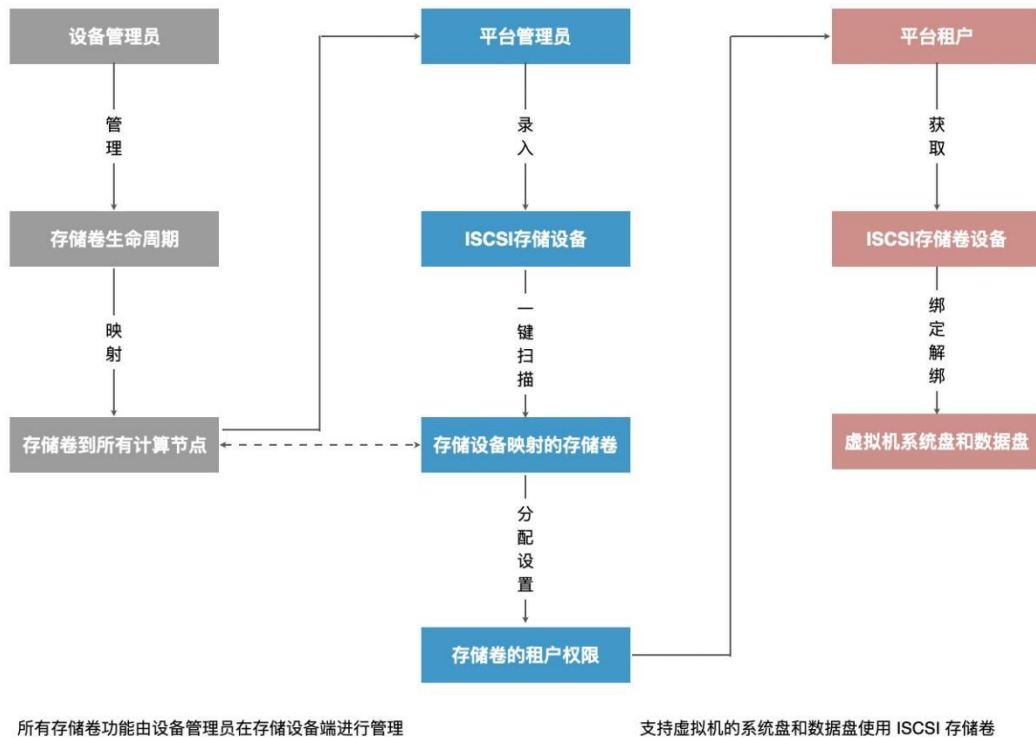 设备管理员
平台管理员
平台租户
管理
录入
获取
存储卷生命周期
ISCSI存储设备
ISCSI存储卷设备
映射
一键扫描
绑定解绑
存储卷到所有计算节点
存储设备映射的存储卷
虚拟机系统盘和数据盘
分配设置
存储卷的租户权限
所有存储卷功能由设备管理员在存储设备端进行管理
支持虚拟机的系统盘和数据盘使用 ISCSI 存储卷